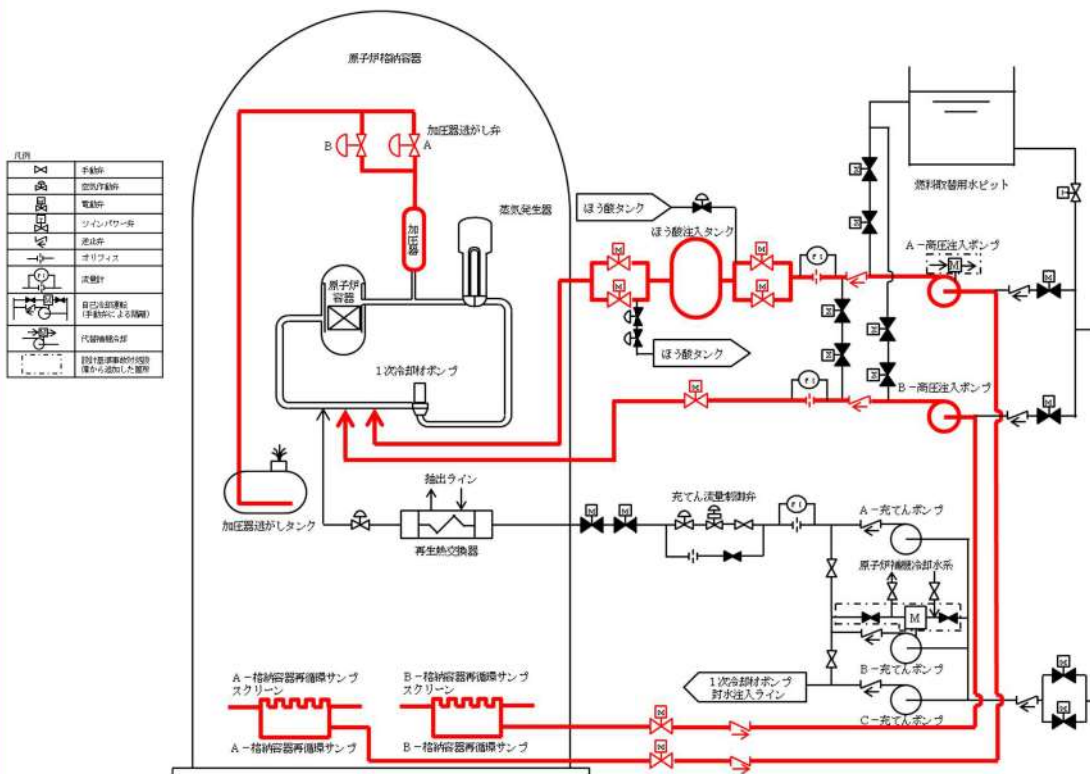 原子炉格納容器
加圧器逃がし弁
B
A
加圧器
蒸気発生器
原子炉
容器
1次冷却材ポンプ
加圧器逃がしタンク
抽出ライン
再生熱交換器
A-格納容器再循環サンプ
スクリーン
A-格納容器再循環サンプ
B-格納容器再循環サンプ
スクリーン
B-格納容器再循環サンプ
凡例
手動弁
空気作動弁
電動弁
ツインパワー弁
逆止弁
オリフィス
流量計
自己冷却運転
(手動弁による隔離)
代替補機冷却
設計基準事故対処設
備から追加した箇所
ほう酸タンク
ほう酸注入タンク
ほう酸タンク
燃料取替用水ピット
A-高圧注入ポンプ
B-高圧注入ポンプ
充てん流量制御弁
A-充てんポンプ
原子炉補機冷却水系
M
B-充てんポンプ
1次冷却材ポンプ
封水注入ライン
C-充てんポンプ